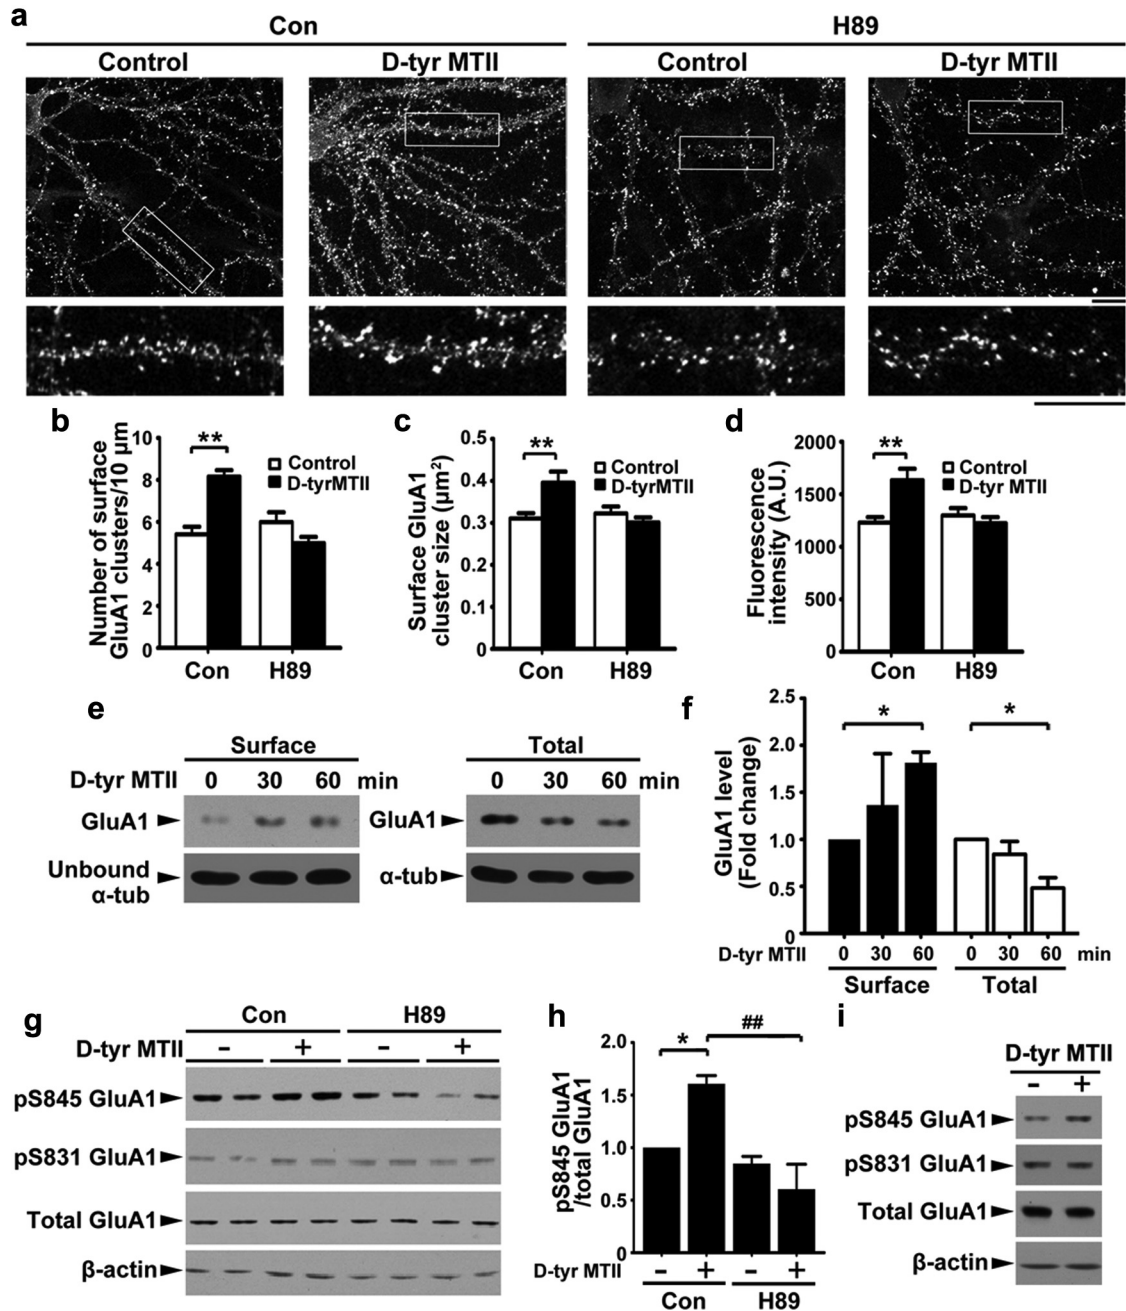 a
Con H89
Control D-tyr MTII Control D-tyr MTII
b
Number of surface
GluA1 clusters/10 μm
10
8
6
4
2
0
**
Control
D-tyrMTII
Con H89
c
Surface GluA1
cluster size (μm²)
0.5
0.4
0.3
0.2
0.1
0
**
Control
D-tyrMTII
Con H89
d
Fluorescence
intensity (A.U.)
2000
1500
1000
500
0
**
Control
D-tyr MTII
Con H89
e
Surface Total
D-tyr MTII 0 30 60 min 0 30 60 min
GluA1 GluA1
Unbound
α-tub
α-tub
f
GluA1 level
(Fold change)
2.5
2.0
1.5
1.0
0.5
0
* *
D-tyr MTII 0 30 60 0 30 60 min
Surface Total
g
Con H89
D-tyr MTII - + - +
pS845 GluA1
pS831 GluA1
Total GluA1
β-actin
h
pS845 GluA1
/total GluA1
2.0
1.5
1.0
0.5
0
* ##
D-tyr MTII - + - +
Con H89
i
D-tyr MTII
- +
pS845 GluA1
pS831 GluA1
Total GluA1
β-actin